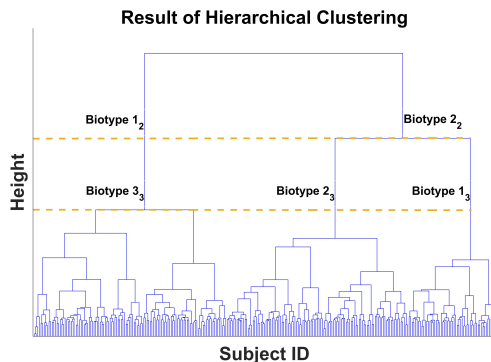 Result of Hierarchical Clustering
Biotype 1₂
Biotype 2₂
Biotype 3₃
Biotype 2₃
Biotype 1₃
Height
Subject ID